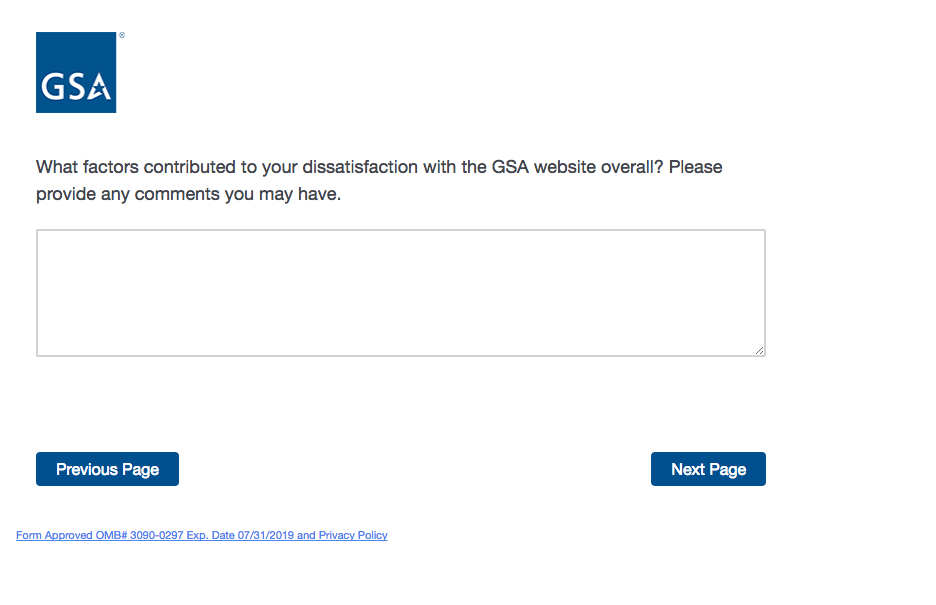 ®
GSA
What factors contributed to your dissatisfaction with the GSA website overall? Please
provide any comments you may have.
Previous Page
Next Page
Form Approved OMB# 3090-0297 Exp. Date 07/31/2019 and Privacy Policy